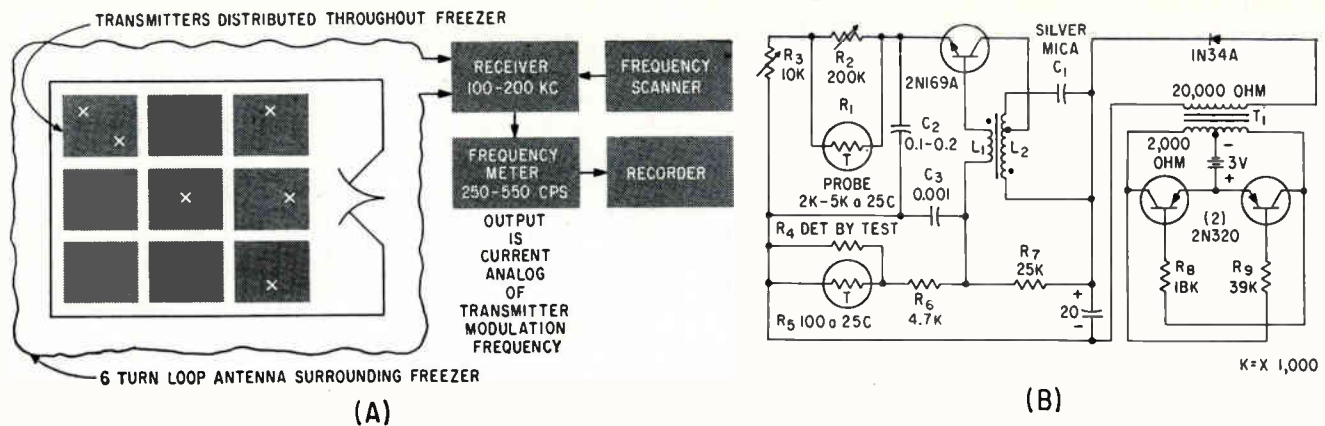 TRANSMITTERS DISTRIBUTED THROUGHOUT FREEZER
RECEIVER
100-200 KC
FREQUENCY
SCANNER
FREQUENCY
METER
250-550 CPS
RECORDER
OUTPUT
IS
CURRENT
ANALOG
OF
TRANSMITTER
MODULATION
FREQUENCY
6 TURN LOOP ANTENNA SURROUNDING FREEZER
(A)
R3
10K
R2
200K
R1
T
PROBE
2K-5K a 25C
2N169A
C2
0.1-0.2
C3
0.001
L1
L2
SILVER
MICA
C1
1N34A
20,000 OHM
T1
2,000
OHM
-
3V
+
(2)
2N320
R8
18K
R9
39K
R4 DET BY TEST
T
R5 100 a 25C
R6
4.7K
R7
25K
+
20
-
K=X 1,000
(B)